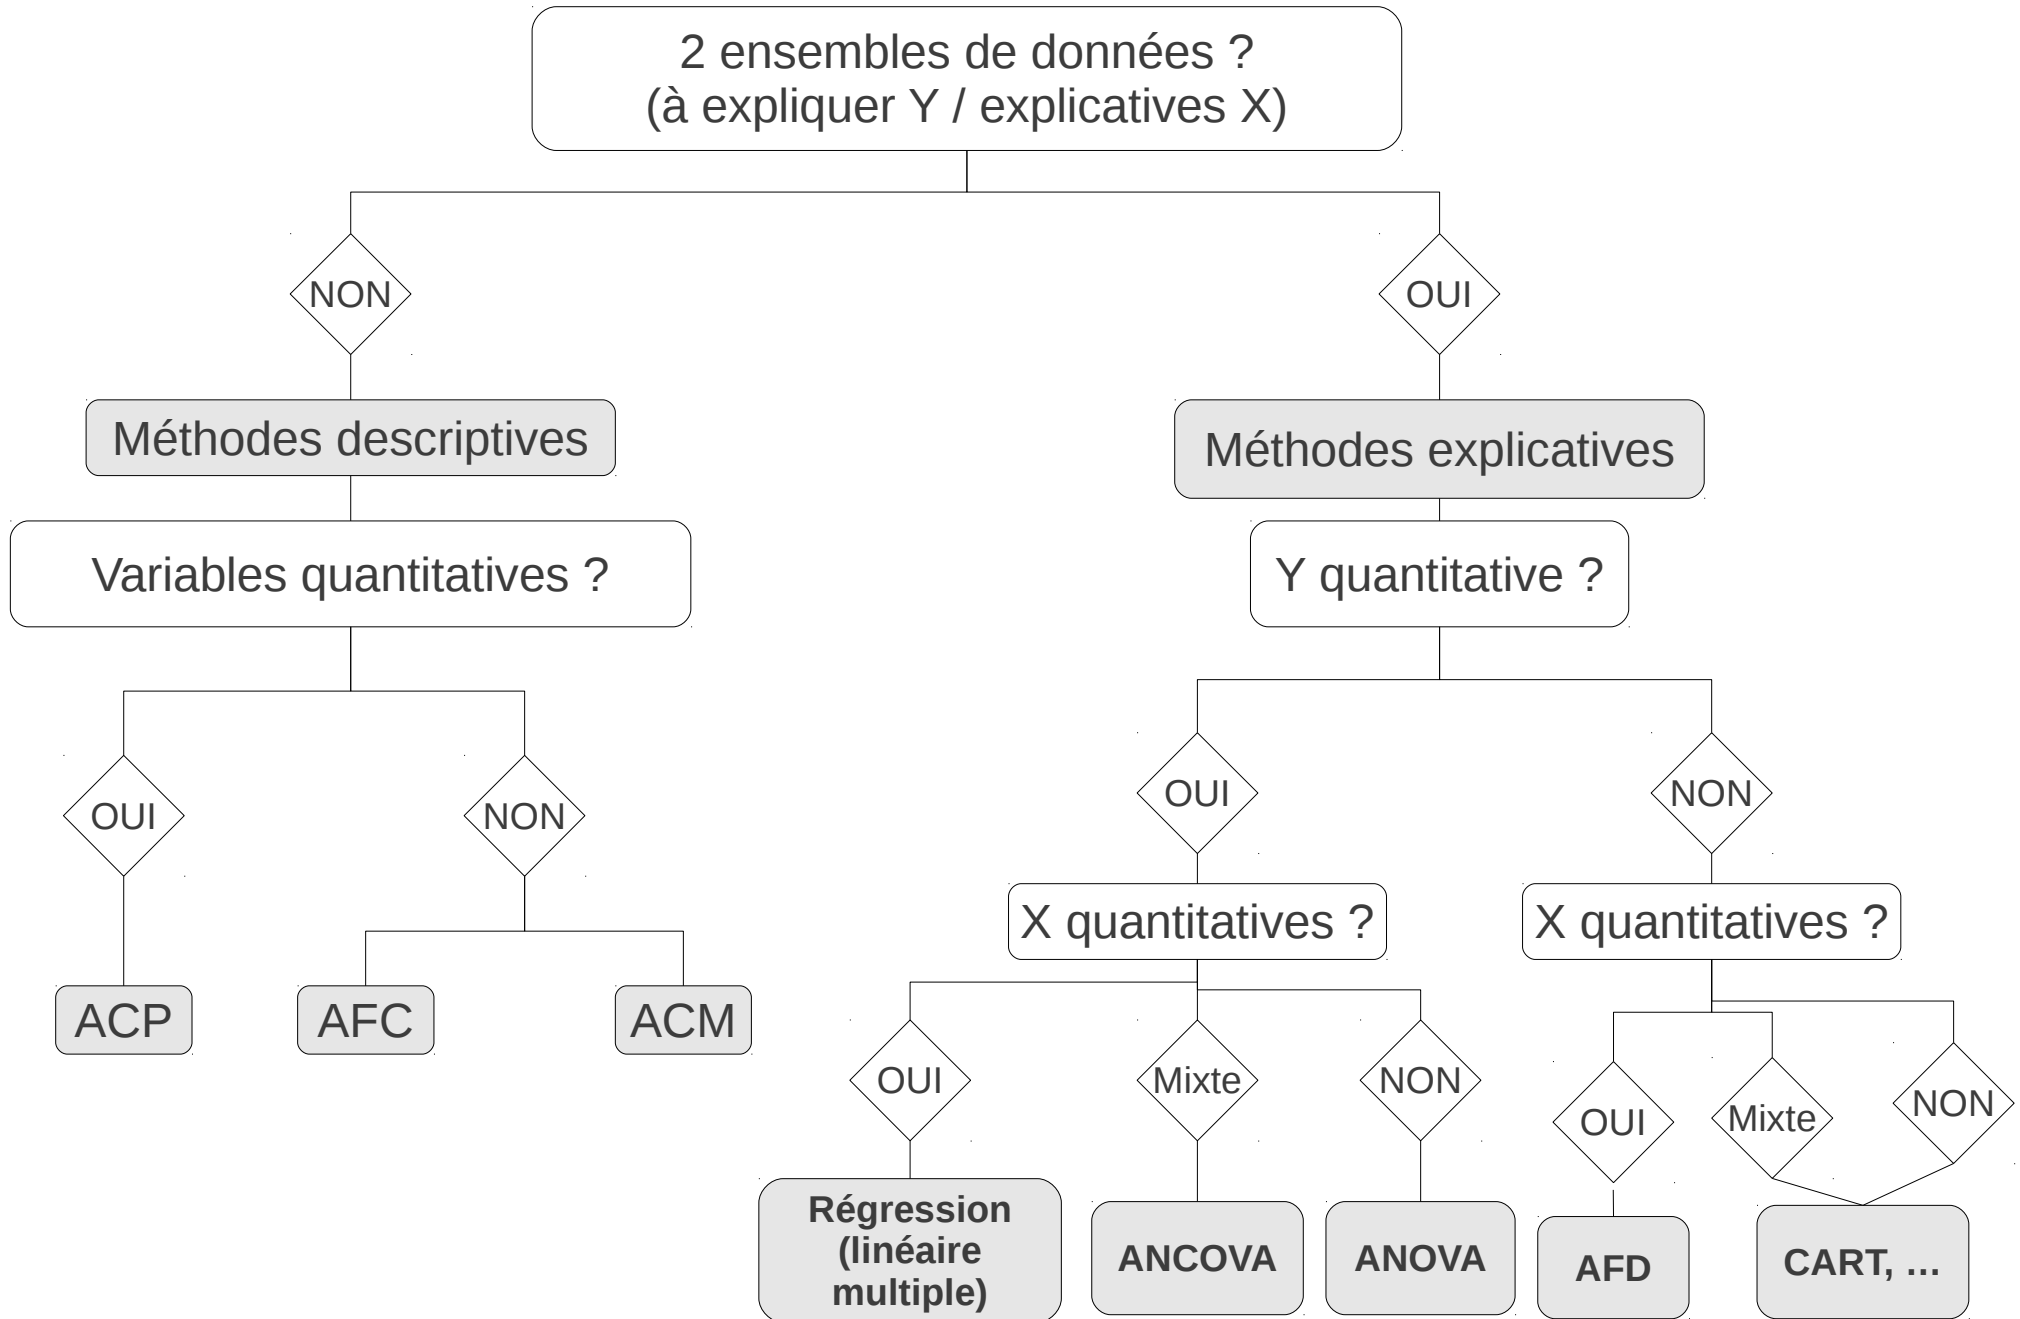 2 ensembles de données ?
(à expliquer Y / explicatives X)
NON
OUI
Méthodes descriptives
Méthodes explicatives
Variables quantitatives ?
Y quantitative ?
OUI
NON
OUI
NON
X quantitatives ?
X quantitatives ?
ACP
AFC
ACM
OUI
Mixte
NON
OUI
Mixte
NON
Régression
(linéaire
multiple)
ANCOVA
ANOVA
AFD
CART, ...